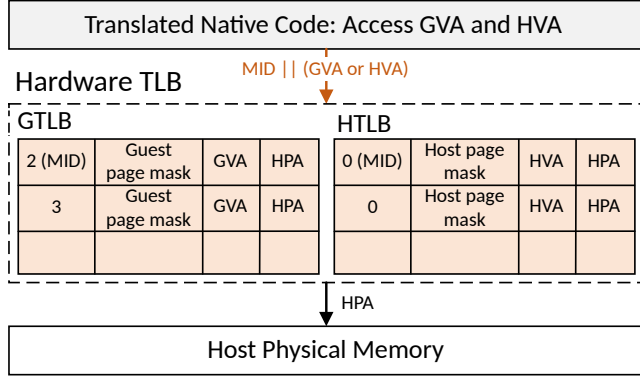 Translated Native Code: Access GVA and HVA
MID || (GVA or HVA)
Hardware TLB
GTLB
2 (MID)
Guest
page mask
GVA
HPA
3
Guest
page mask
GVA
HPA
HTLB
0 (MID)
Host page
mask
HVA
HPA
0
Host page
mask
HVA
HPA
HPA
Host Physical Memory